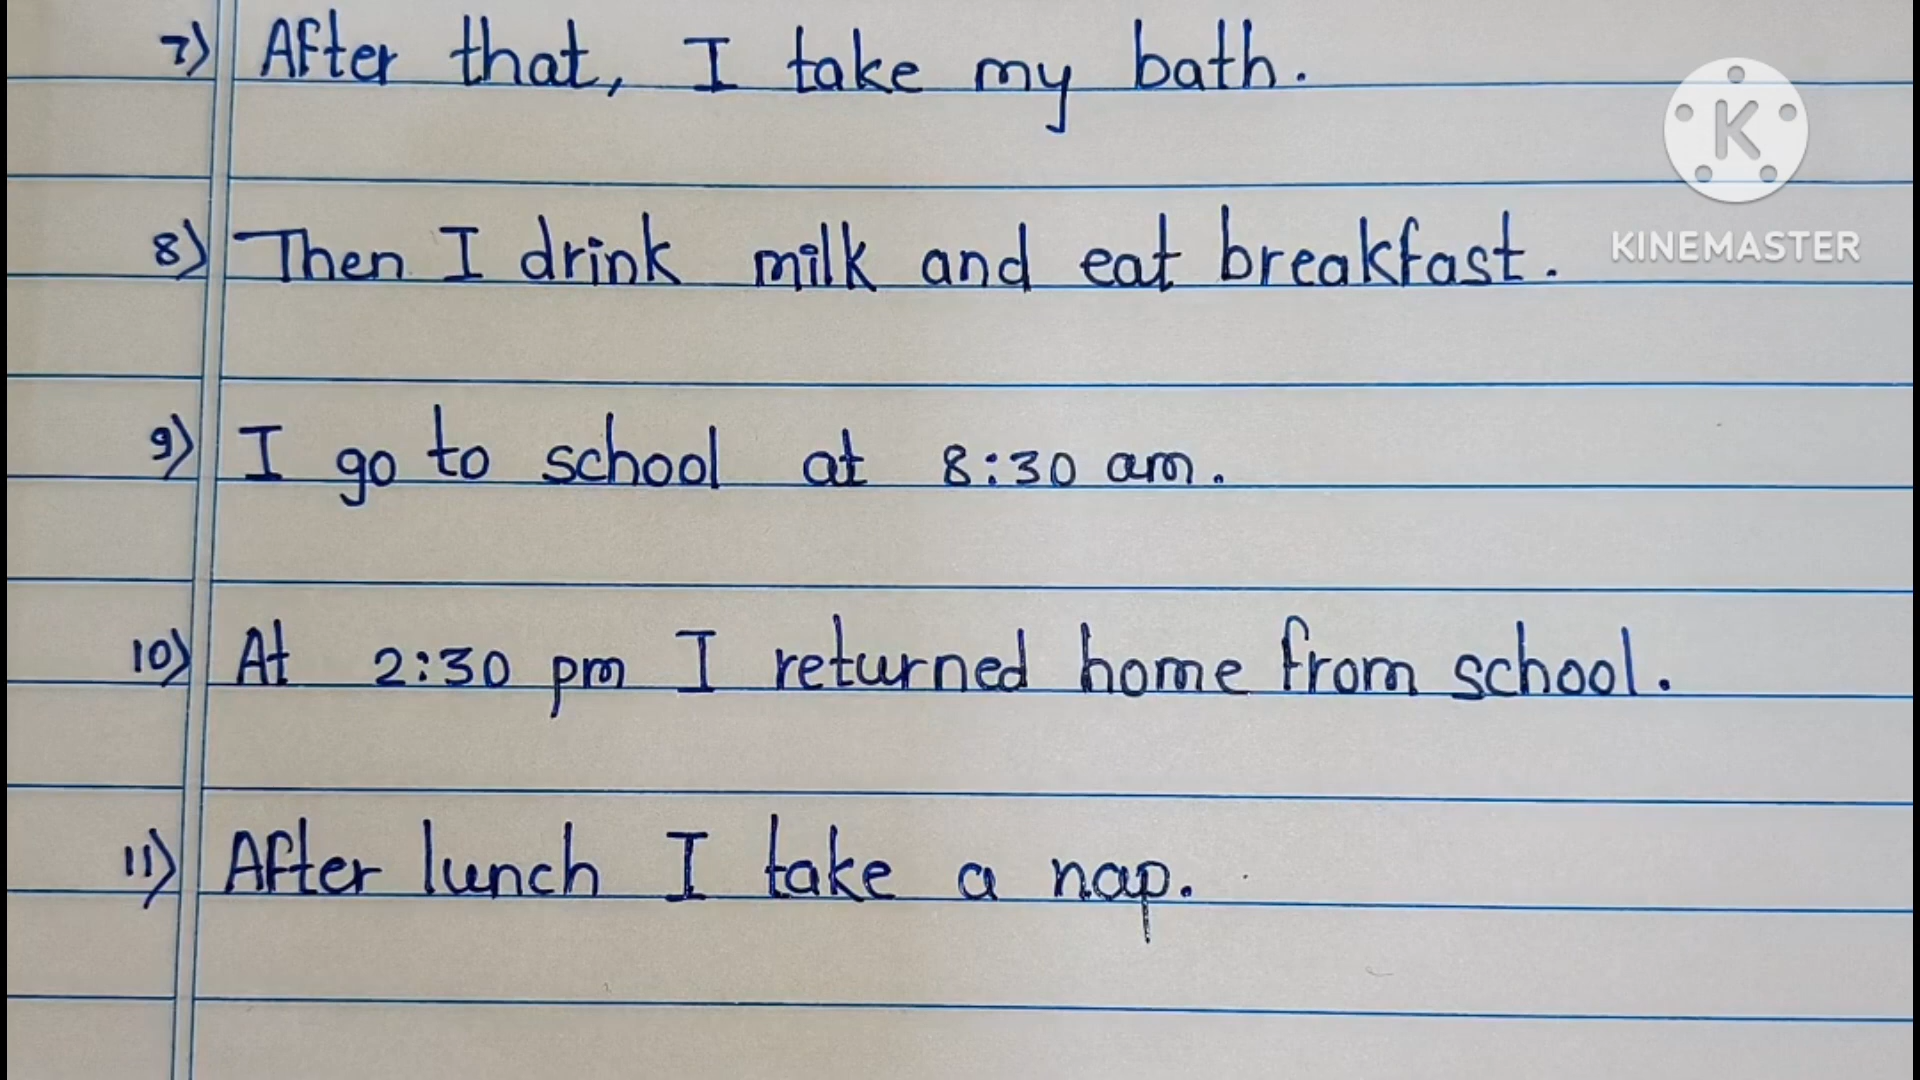 7) After that, I take my bath.
KINEMASTER
8) Then I drink milk and eat breakfast.
9) I go to school at 8:30 am.
10) At 2:30 pm I returned home from school.
11) After lunch I take a nap.